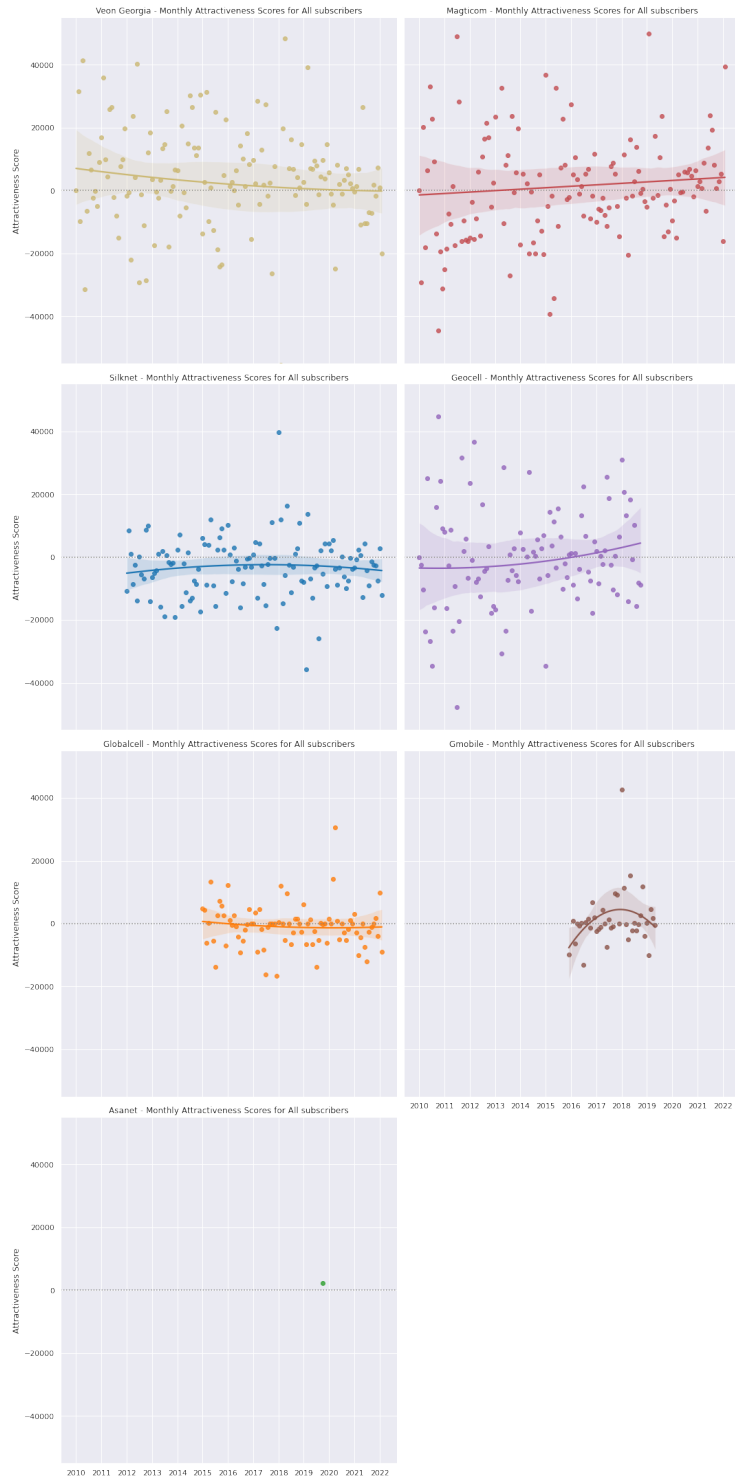 Veon Georgia - Monthly Attractiveness Scores for All subscribers
Magticom - Monthly Attractiveness Scores for All subscribers
Attractiveness Score
40000
20000
0
−20000
−40000
Silknet - Monthly Attractiveness Scores for All subscribers
Geocell - Monthly Attractiveness Scores for All subscribers
Attractiveness Score
40000
20000
0
−20000
−40000
Globalcell - Monthly Attractiveness Scores for All subscribers
Gmobile - Monthly Attractiveness Scores for All subscribers
Attractiveness Score
40000
20000
0
−20000
−40000
2010 2011 2012 2013 2014 2015 2016 2017 2018 2019 2020 2021 2022
Asanet - Monthly Attractiveness Scores for All subscribers
Attractiveness Score
40000
20000
0
−20000
−40000
2010 2011 2012 2013 2014 2015 2016 2017 2018 2019 2020 2021 2022